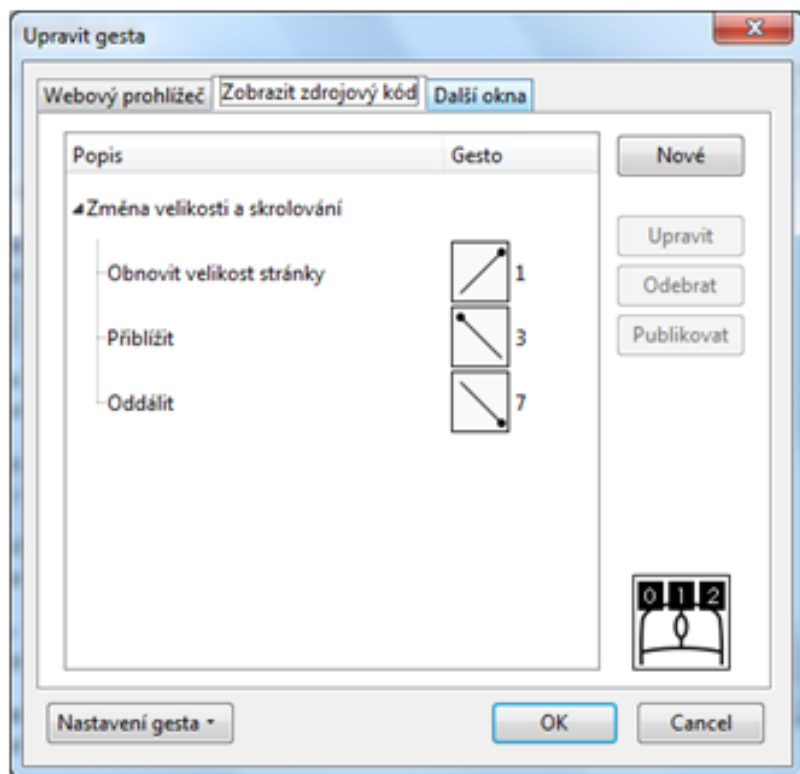 Upravit gesta
Webový prohlížeč Zobrazit zdrojový kód Další okna
Popis Gesto Nové
Změna velikosti a skrolování
Upravit
Obnovit velikost stránky 1
Odebrat
Přiblížit 3
Publikovat
Oddálit 7
0 1 2
Nastavení gesta OK Cancel